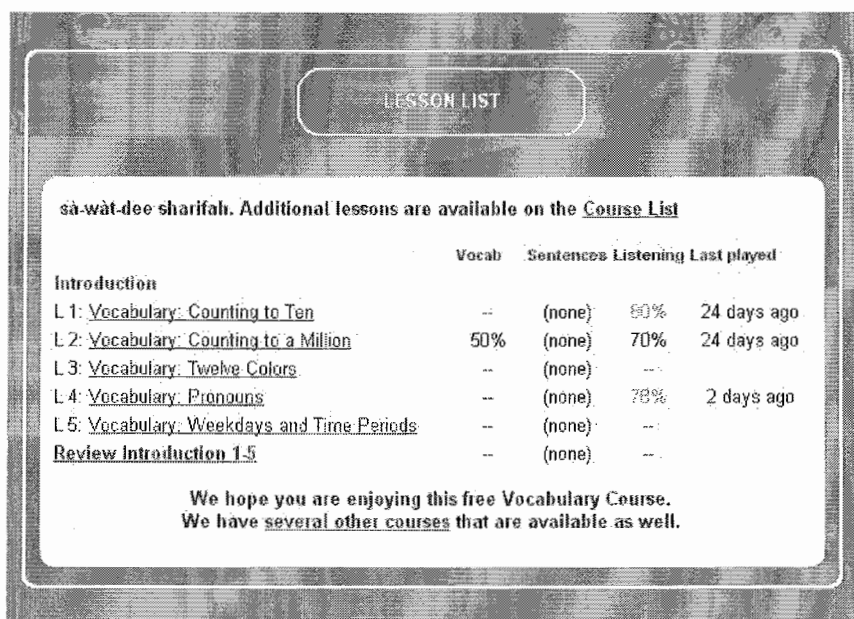 LESSON LIST
sà-wàt-dee sharifah. Additional lessons are available on the Course List
Vocab Sentences Listening Last played
Introduction
L 1: Vocabulary: Counting to Ten -- (none) 80% 24 days ago
L 2: Vocabulary: Counting to a Million 50% (none) 70% 24 days ago
L 3: Vocabulary: Twelve Colors -- (none) --
L 4: Vocabulary: Pronouns -- (none) 78% 2 days ago
L 5: Vocabulary: Weekdays and Time Periods -- (none) --
Review Introduction 1-5 -- (none) --
We hope you are enjoying this free Vocabulary Course.
We have several other courses that are available as well.